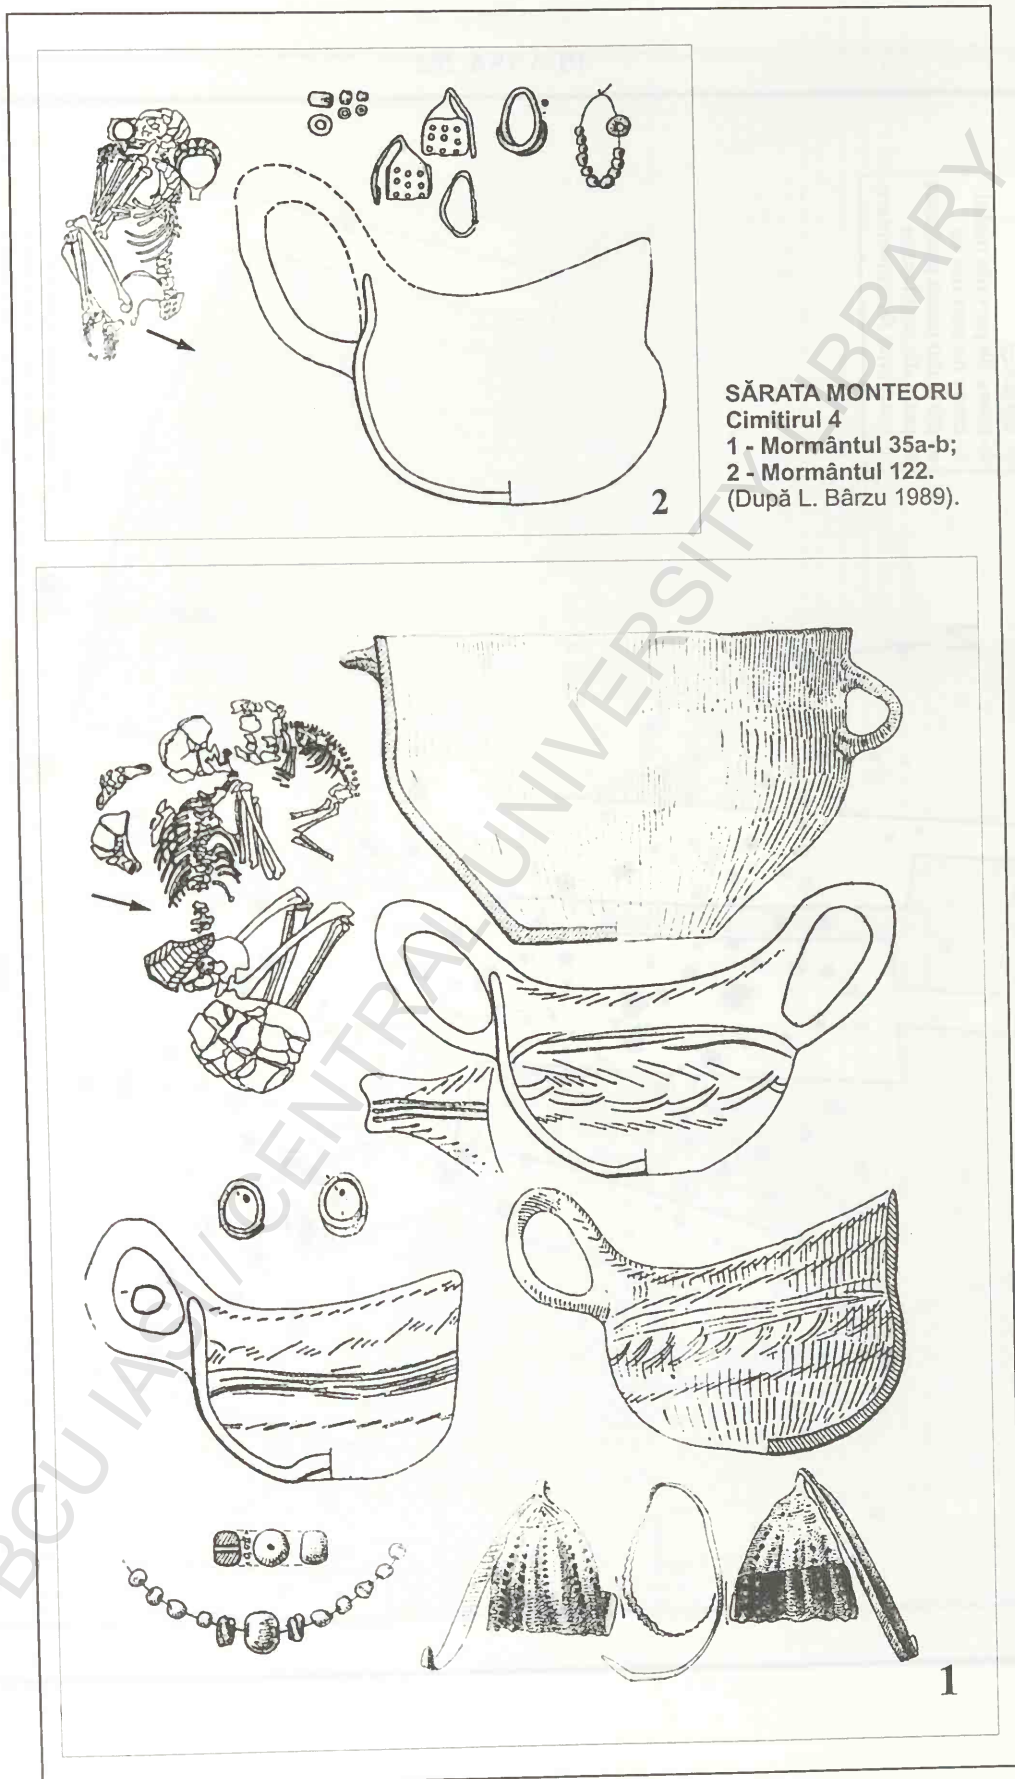 2
SĂRATA MONTEORU
Cimitirul 4
1 - Mormântul 35a-b;
2 - Mormântul 122.
(După L. Bârzu 1989).
1
BCU IASI / CENTRAL UNIVERSITY LIBRARY